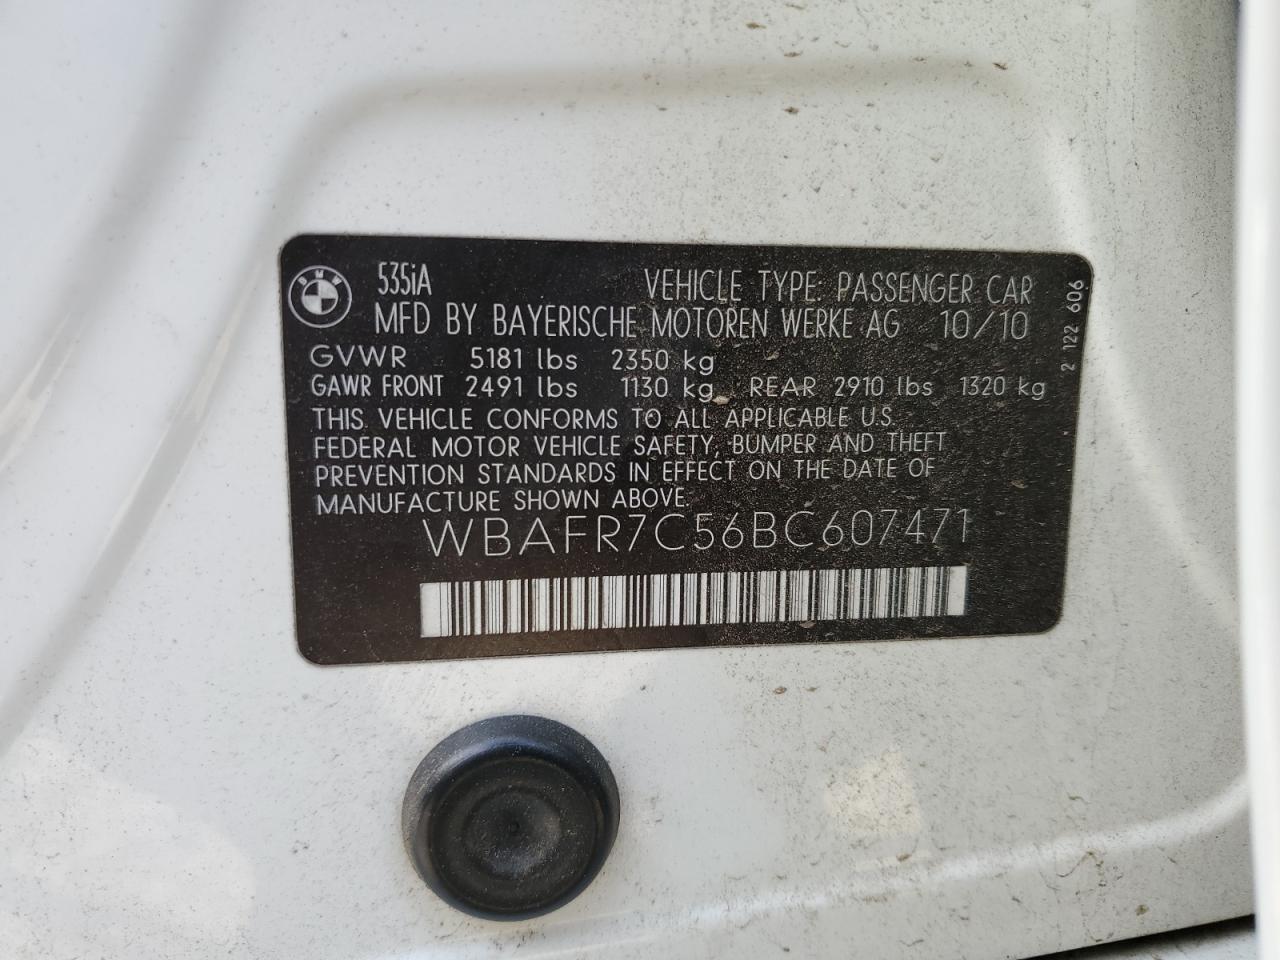 BMW
535iA VEHICLE TYPE: PASSENGER CAR
MFD BY BAYERISCHE MOTOREN WERKE AG 10/10
GVWR 5181 lbs 2350 kg
GAWR FRONT 2491 lbs 1130 kg REAR 2910 lbs 1320 kg
THIS VEHICLE CONFORMS TO ALL APPLICABLE U.S.
FEDERAL MOTOR VEHICLE SAFETY, BUMPER AND THEFT
PREVENTION STANDARDS IN EFFECT ON THE DATE OF
MANUFACTURE SHOWN ABOVE.
WBAFR7C56BC607471
2 122 606